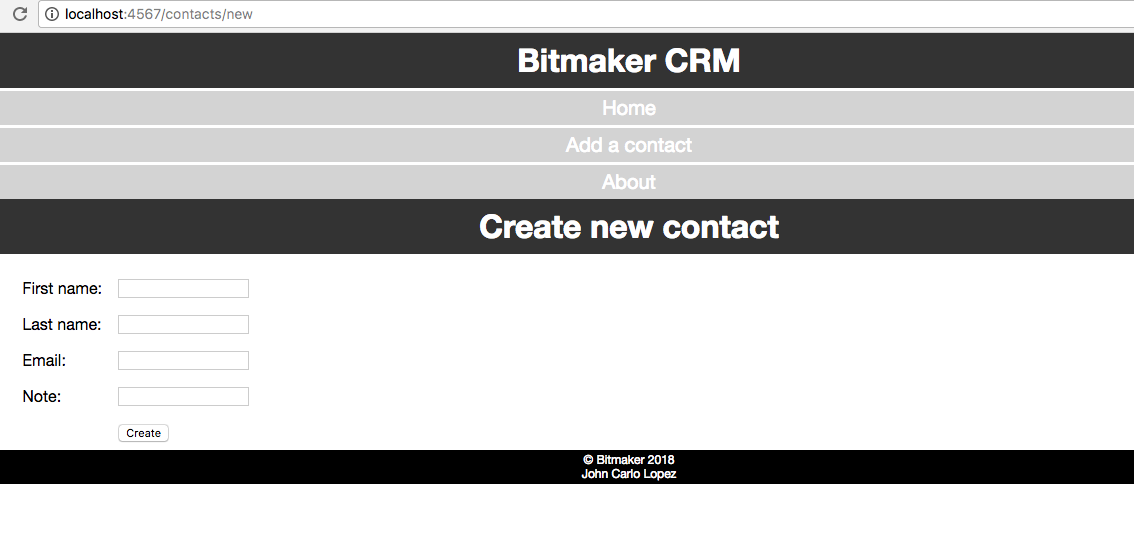 localhost:4567/contacts/new
Bitmaker CRM
Home
Add a contact
About
Create new contact
First name:
Last name:
Email:
Note:
Create
© Bitmaker 2018
John Carlo Lopez